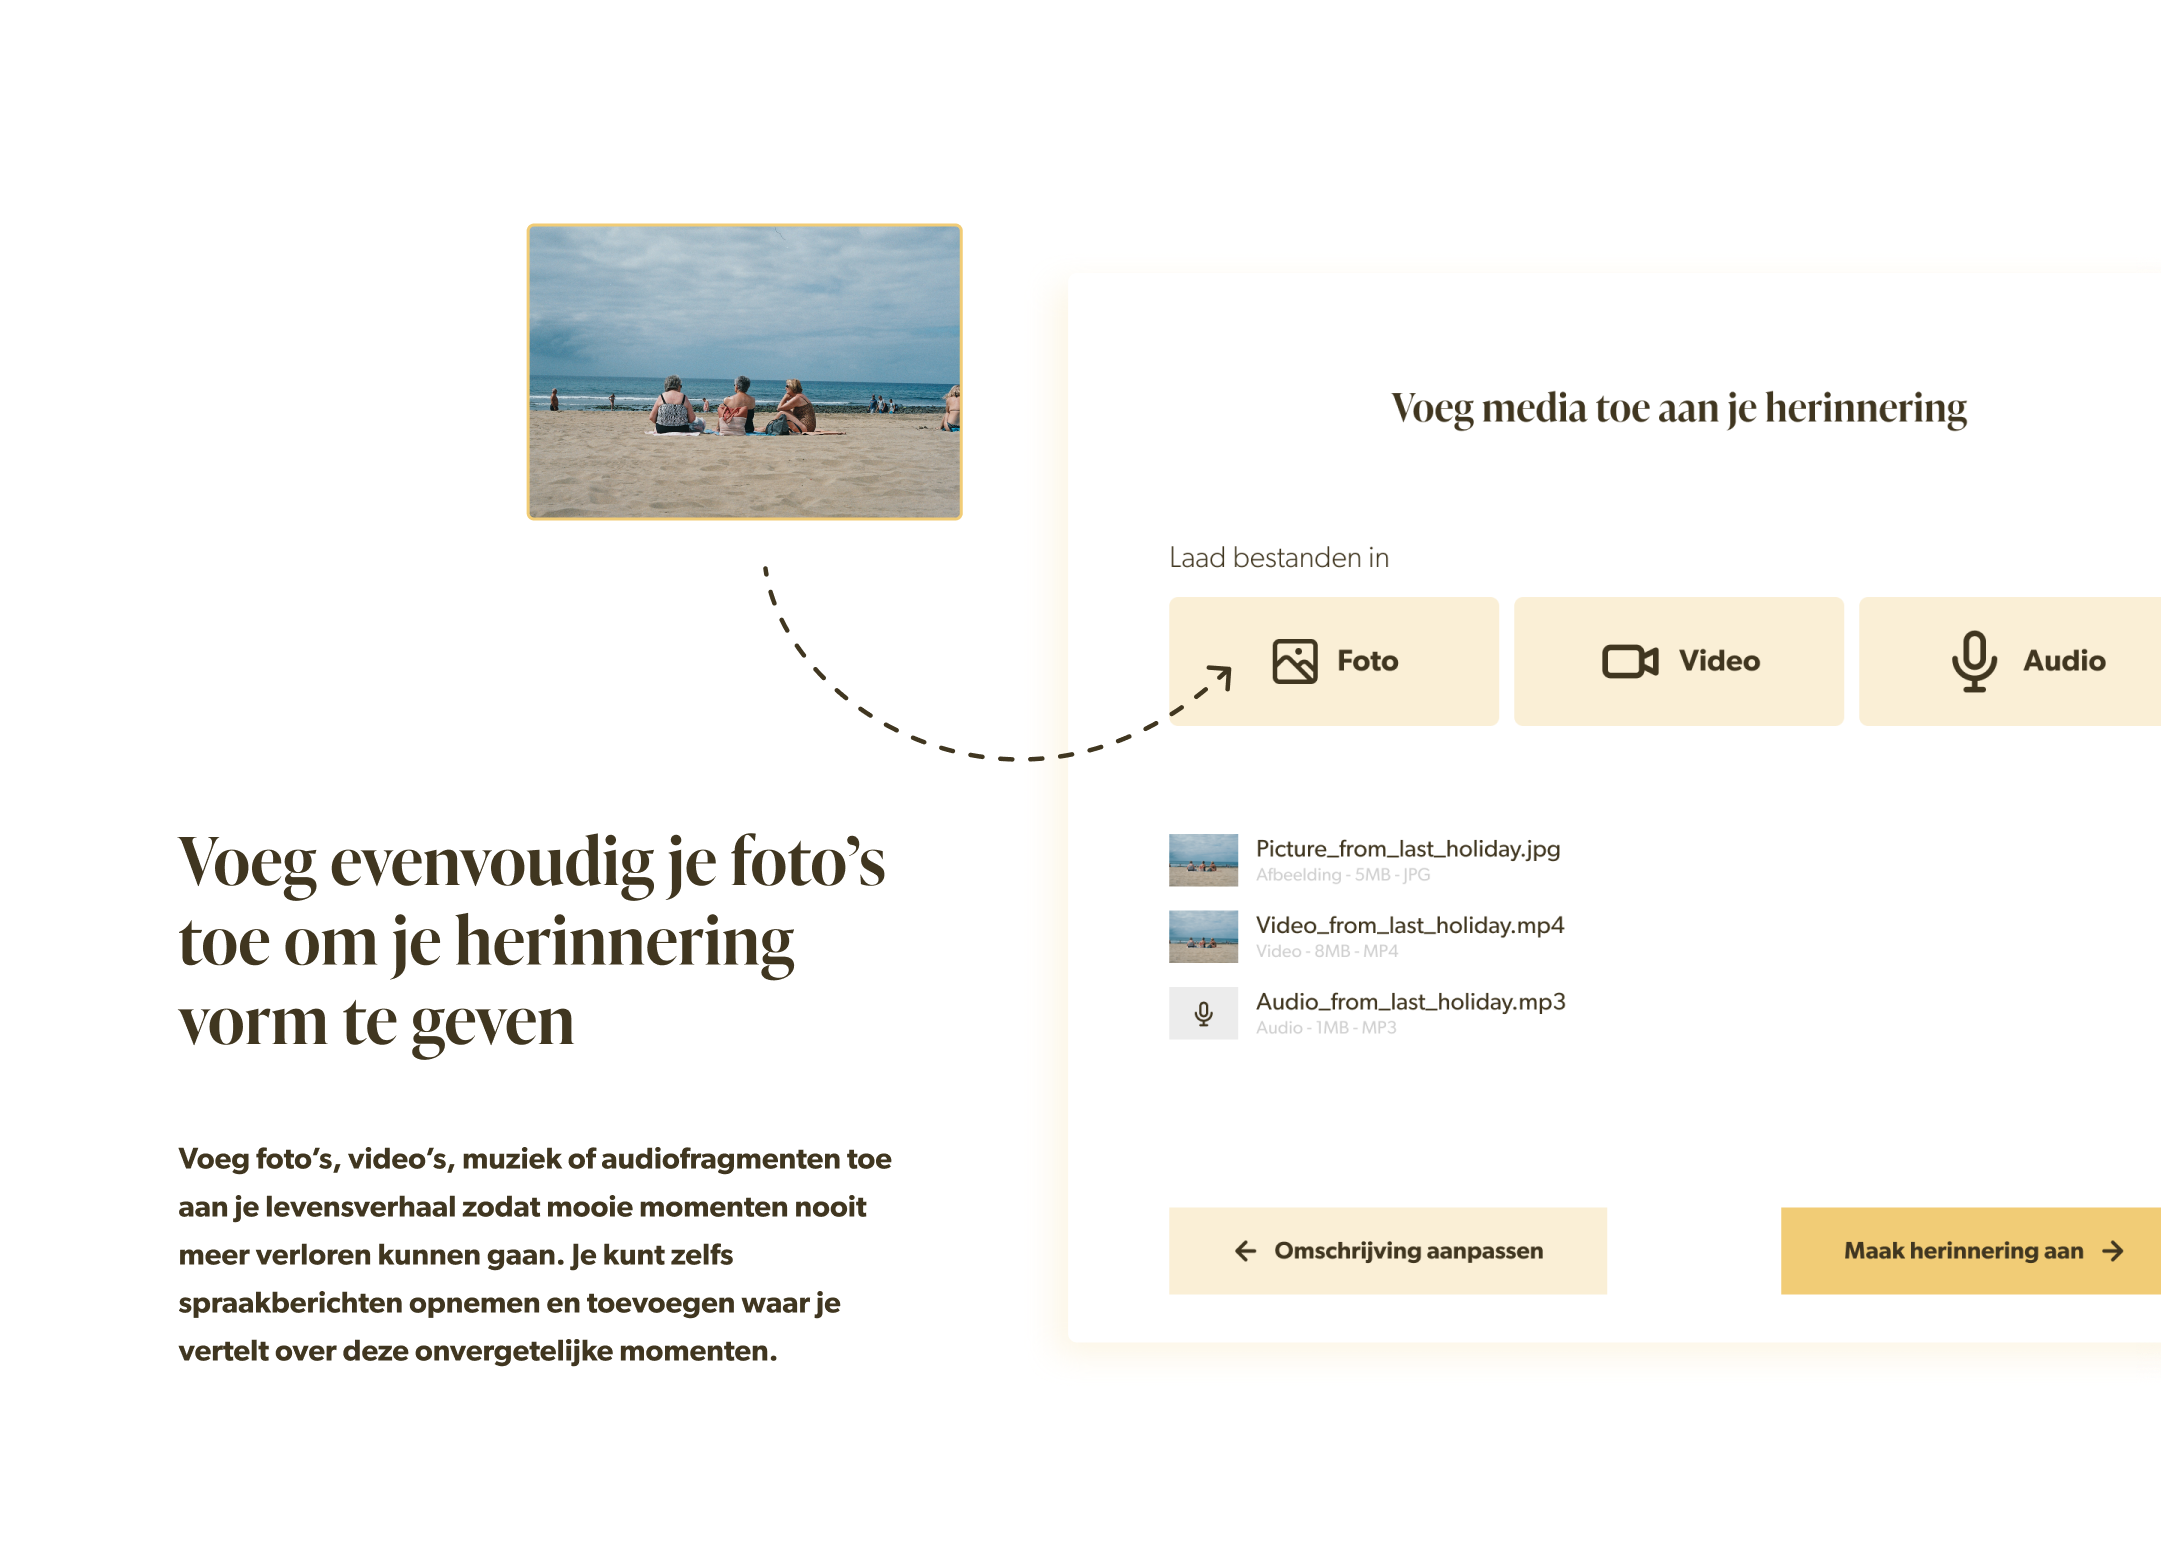 Voeg evenvoudig je foto’s
toe om je herinnering
vorm te geven
Voeg foto’s, video’s, muziek of audiofragmenten toe
aan je levensverhaal zodat mooie momenten nooit
meer verloren kunnen gaan. Je kunt zelfs
spraakberichten opnemen en toevoegen waar je
vertelt over deze onvergetelijke momenten.
Voeg media toe aan je herinnering
Laad bestanden in
Foto
Video
Audio
Picture_from_last_holiday.jpg
Afbeelding - 5MB - JPG
Video_from_last_holiday.mp4
Video - 8MB - MP4
Audio_from_last_holiday.mp3
Audio - 1MB - MP3
Omschrijving aanpassen
Maak herinnering aan